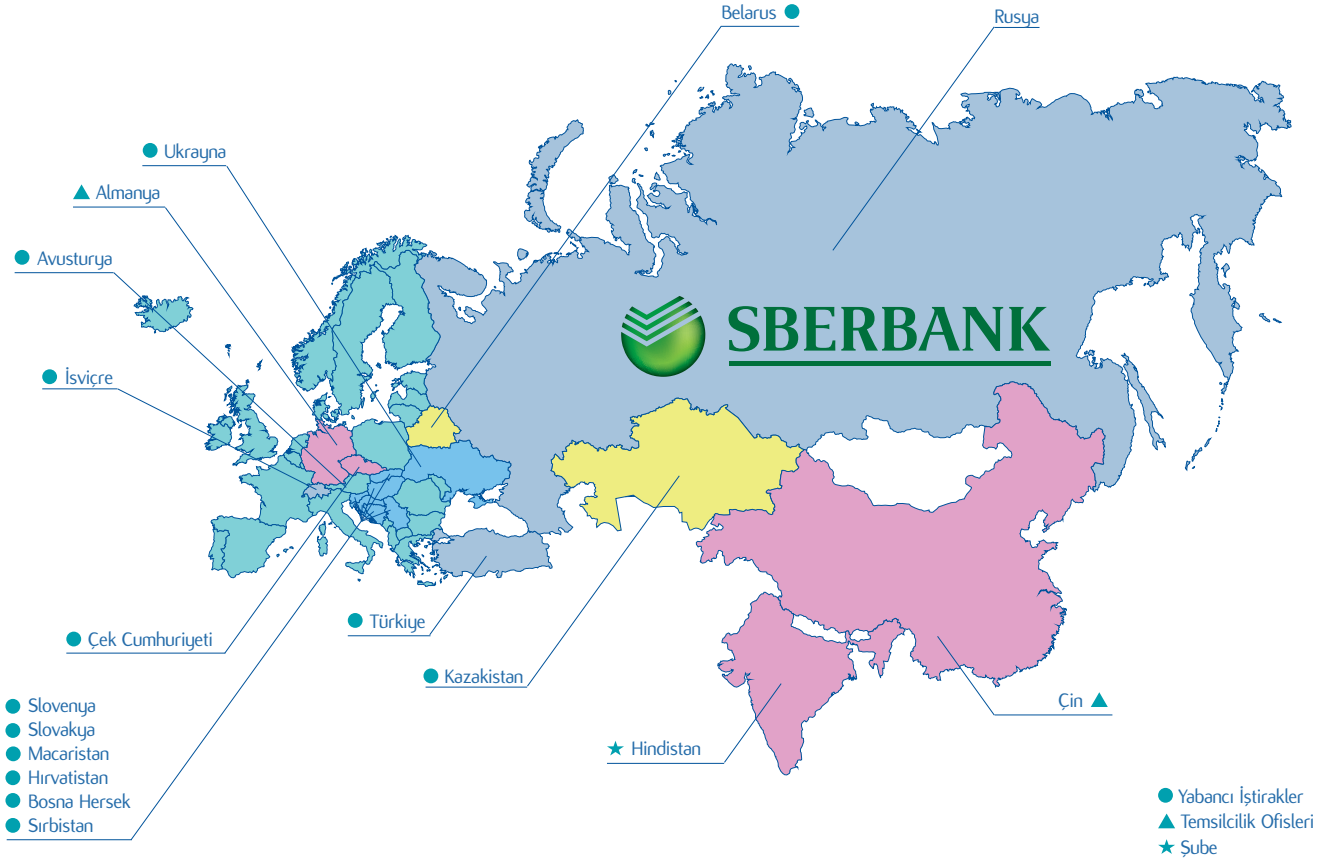 Belarus
Rusya
Ukrayna
Almanya
Avusturya
İsviçre
SBERBANK
Türkiye
Çek Cumhuriyeti
Kazakistan
Slovenya
Slovakya
Macaristan
Hırvatistan
Bosna Hersek
Sırbistan
Hindistan
Çin
Yabancı İştirakler
Temsilcilik Ofisleri
Şube